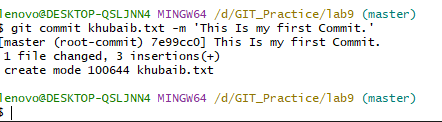 lenovo@DESKTOP-QSLJNN4 MINGW64 /d/GIT_Practice/lab9 (master)
$ git commit khubaib.txt -m 'This Is my first Commit.'
[master (root-commit) 7e99cc0] This Is my first Commit.
1 file changed, 3 insertions(+)
create mode 100644 khubaib.txt
lenovo@DESKTOP-QSLJNN4 MINGW64 /d/GIT_Practice/lab9 (master)
$